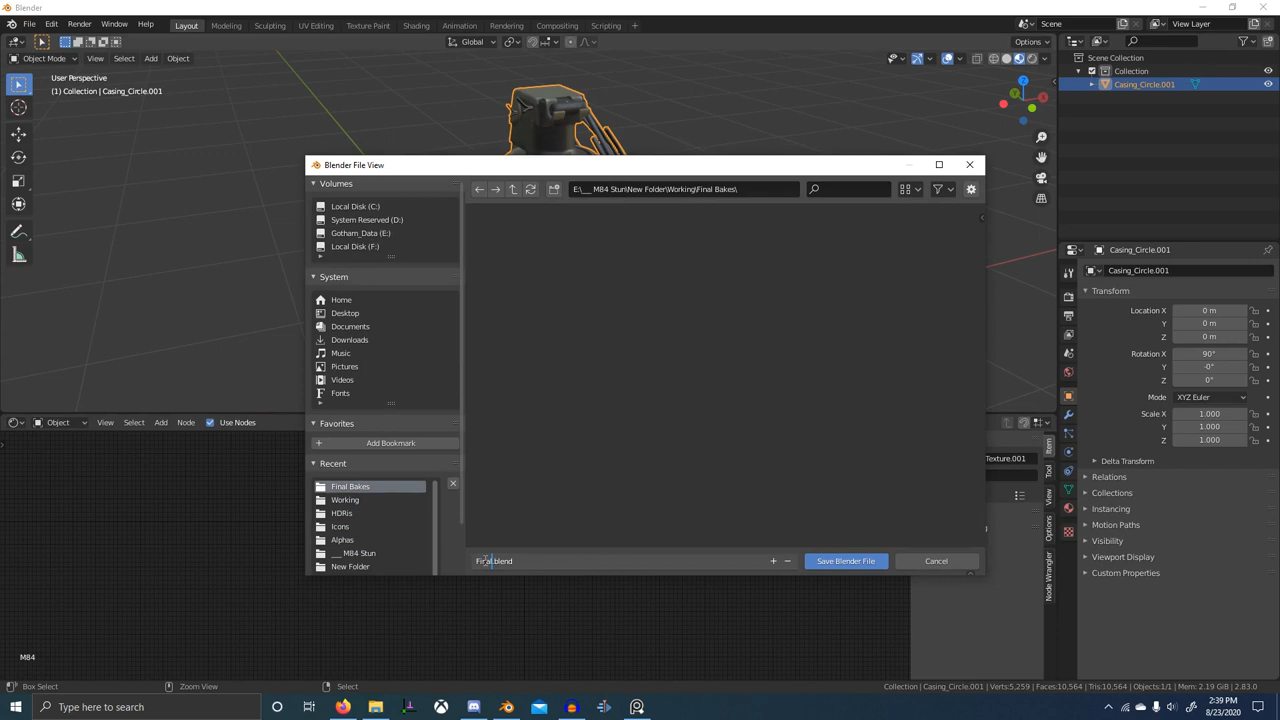 Blender
File Edit Render Window Help Layout Modeling Sculpting UV Editing Texture Paint Shading Animation Rendering Compositing Scripting + Scene View Layer
Global Options
Object Mode View Select Add Object
User Perspective
(1) Collection | Casing_Circle.001
Scene Collection
Collection
Casing_Circle.001
Blender File View
Volumes
Local Disk (C:)
System Reserved (D:)
Gotham_Data (E:)
Local Disk (F:)
System
Home
Desktop
Documents
Downloads
Music
Pictures
Videos
Fonts
Favorites
Add Bookmark
Recent
Final Bakes
Working
HDRis
Icons
Alphas
__ M84 Stun
New Folder
E:\__ M84 Stun\New Folder\Working\Final Bakes\
Final.blend
Save Blender File Cancel
Casing_Circle.001
Casing_Circle.001
Transform
Location X 0 m
Y 0 m
Z 0 m
Rotation X 90°
Y -0°
Z 0°
Mode XYZ Euler
Scale X 1.000
Y 1.000
Z 1.000
Delta Transform
Relations
Collections
Instancing
Motion Paths
Visibility
Viewport Display
Custom Properties
Object View Select Add Node Use Nodes
Texture.001
Item
Tool
View
Options
Node Wrangler
M84
Box Select Zoom View Select
Collection | Casing_Circle.001 | Verts:5,259 | Faces:10,564 | Tris:10,564 | Objects:1/1 | Mem: 2.19 GiB | 2.83.0
Type here to search
2:39 PM
8/23/2020